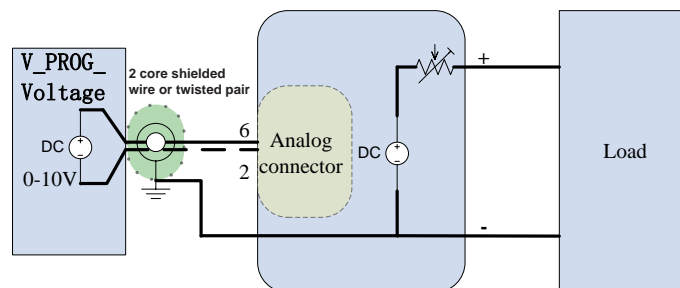 V_PROG_
Voltage
2 core shielded
wire or twisted pair
DC
0-10V
6
2
Analog
connector
DC
+
-
Load